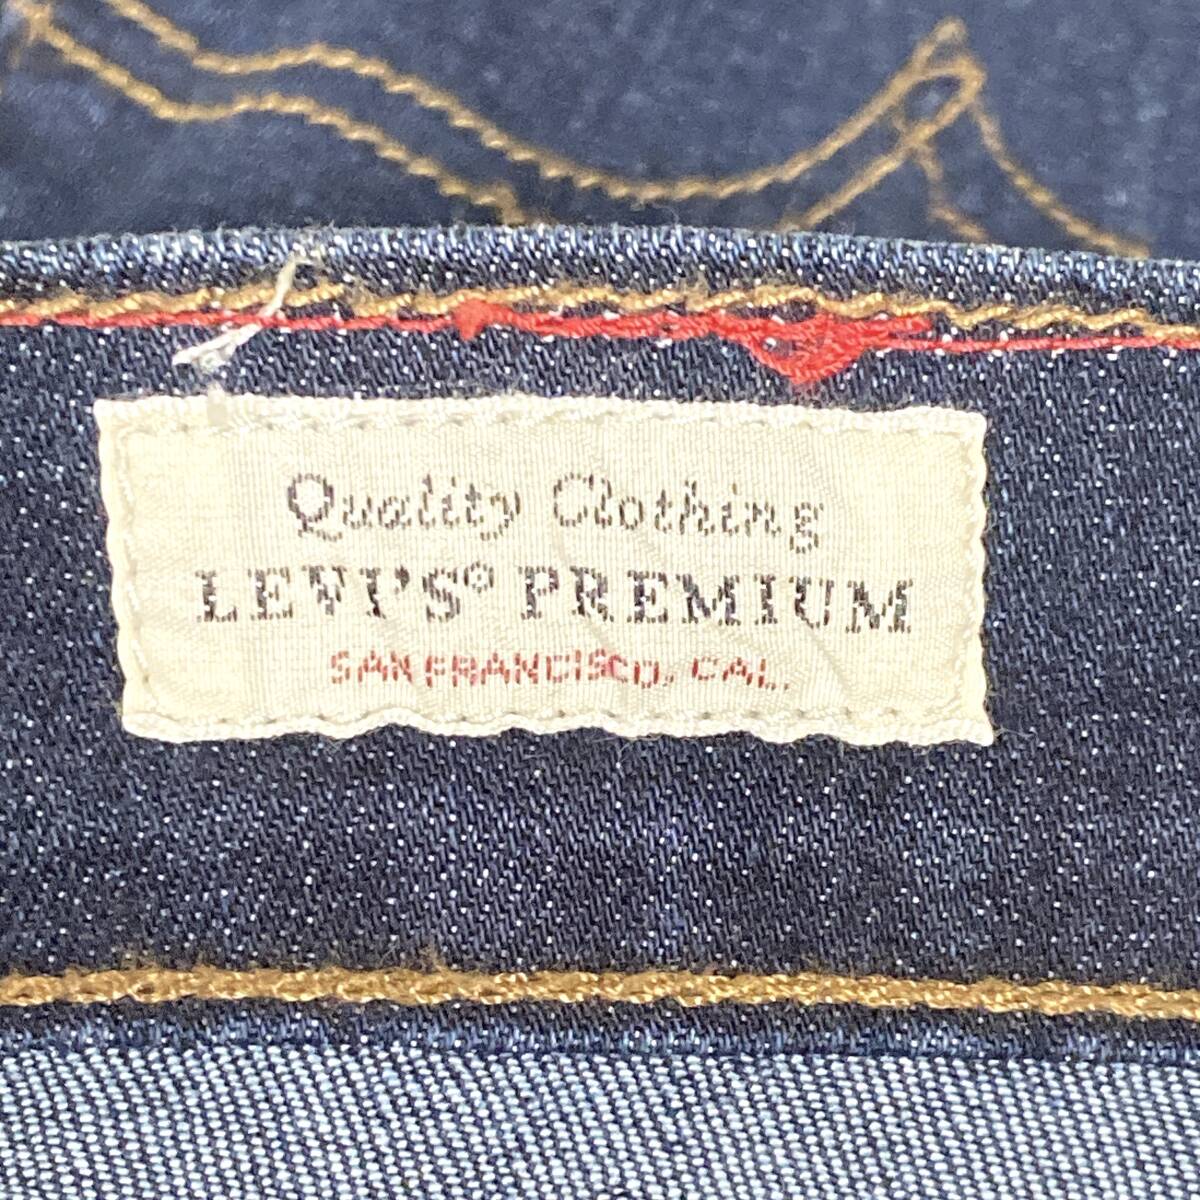 Quality Clothing
LEVI'S® PREMIUM
SAN FRANCISCO, CAL.